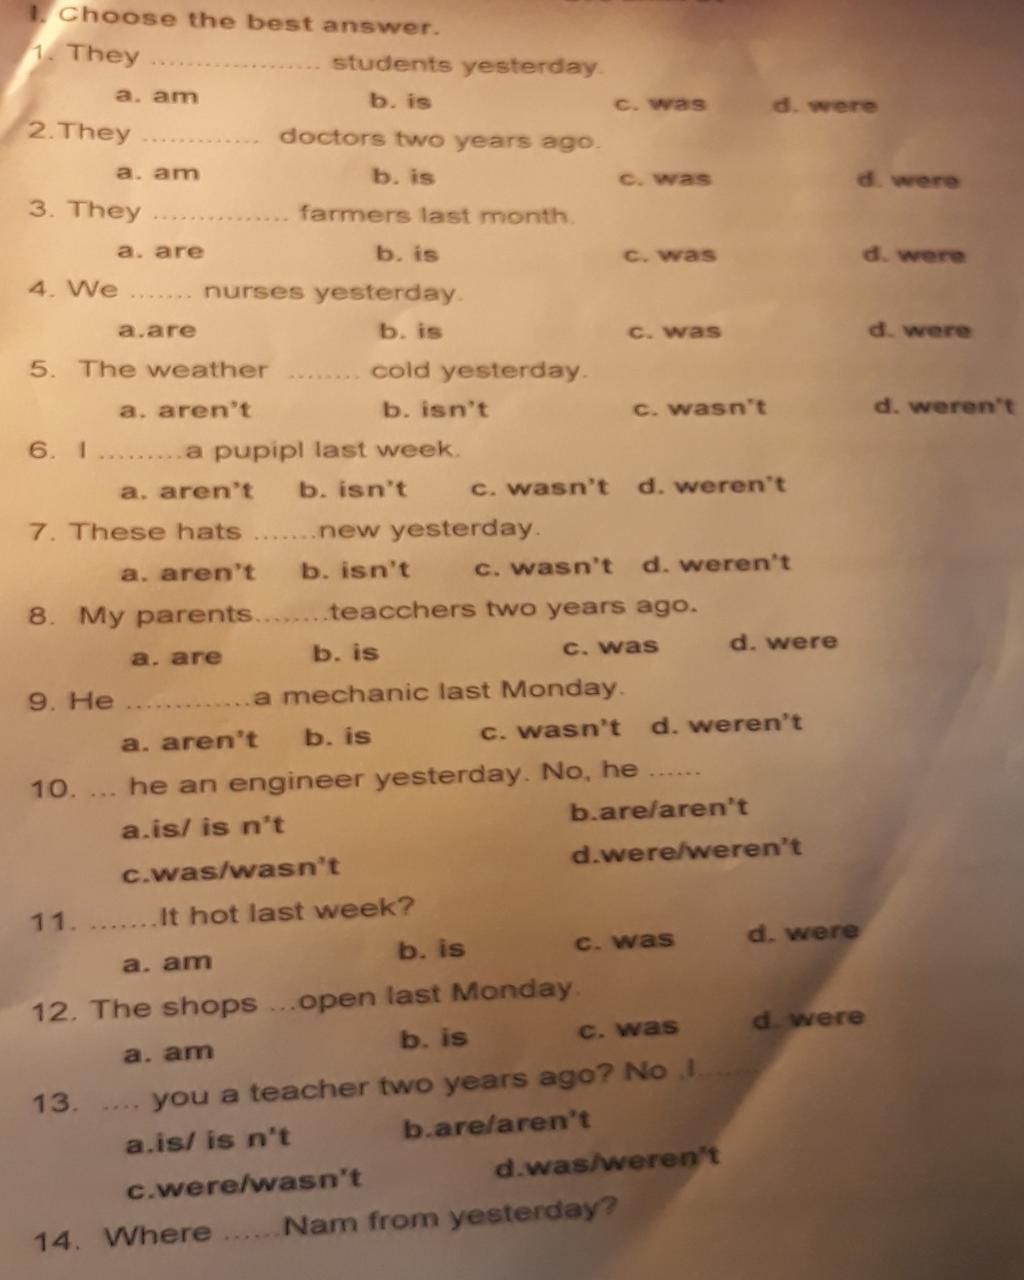 I. Choose the best answer.
1. They .................... students yesterday.
a. am b. is c. was d. were
2.They ............. doctors two years ago.
a. am b. is c. was d. were
3. They ............... farmers last month.
a. are b. is c. was d. were
4. We ....... nurses yesterday.
a.are b. is c. was d. were
5. The weather ........ cold yesterday.
a. aren't b. isn't c. wasn't d. weren't
6. I .........a pupipl last week.
a. aren't b. isn't c. wasn't d. weren't
7. These hats .......new yesterday.
a. aren't b. isn't c. wasn't d. weren't
8. My parents........teacchers two years ago.
a. are b. is c. was d. were
9. He .............a mechanic last Monday.
a. aren't b. is c. wasn't d. weren't
10. ... he an engineer yesterday. No, he ......
a.is/ is n't b.are/aren't
c.was/wasn't d.were/weren't
11. ........It hot last week?
a. am b. is c. was d. were
12. The shops ...open last Monday.
a. am b. is c. was d. were
13. .... you a teacher two years ago? No ,I.......
a.is/ is n't b.are/aren't
c.were/wasn't d.was/weren't
14. Where ......Nam from yesterday?